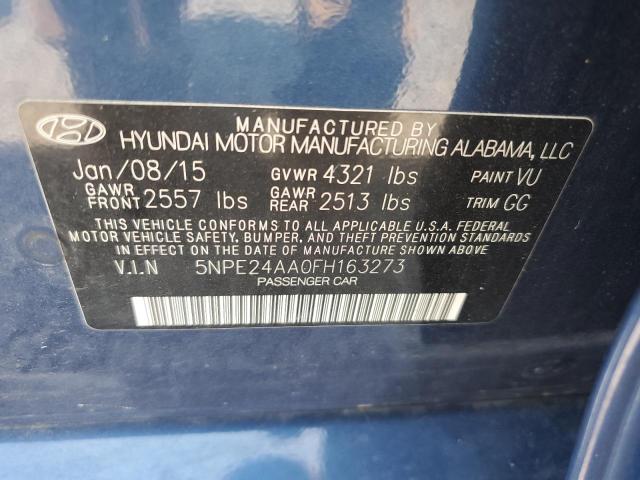 MANUFACTURED BY
HYUNDAI MOTOR MANUFACTURING ALABAMA, LLC
Jan/08/15 GVWR 4321 lbs PAINT VU
GAWR FRONT 2557 lbs GAWR REAR 2513 lbs TRIM GG
THIS VEHICLE CONFORMS TO ALL APPLICABLE U.S.A. FEDERAL
MOTOR VEHICLE SAFETY, BUMPER, AND THEFT PREVENTION STANDARDS
IN EFFECT ON THE DATE OF MANUFACTURE SHOWN ABOVE
V.I.N 5NPE24AA0FH163273
PASSENGER CAR